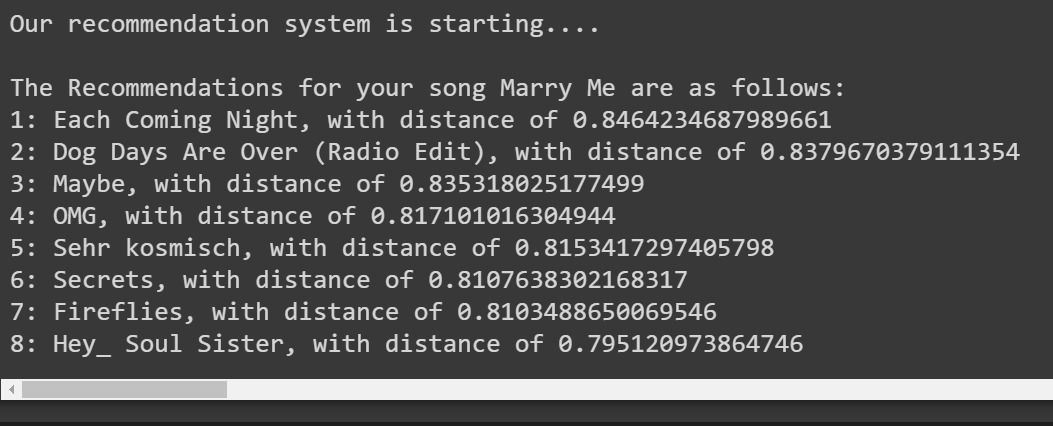 Our recommendation system is starting....
The Recommendations for your song Marry Me are as follows:
1: Each Coming Night, with distance of 0.8464234687989661
2: Dog Days Are Over (Radio Edit), with distance of 0.8379670379111354
3: Maybe, with distance of 0.835318025177499
4: OMG, with distance of 0.817101016304944
5: Sehr kosmisch, with distance of 0.8153417297405798
6: Secrets, with distance of 0.8107638302168317
7: Fireflies, with distance of 0.8103488650069546
8: Hey_ Soul Sister, with distance of 0.795120973864746